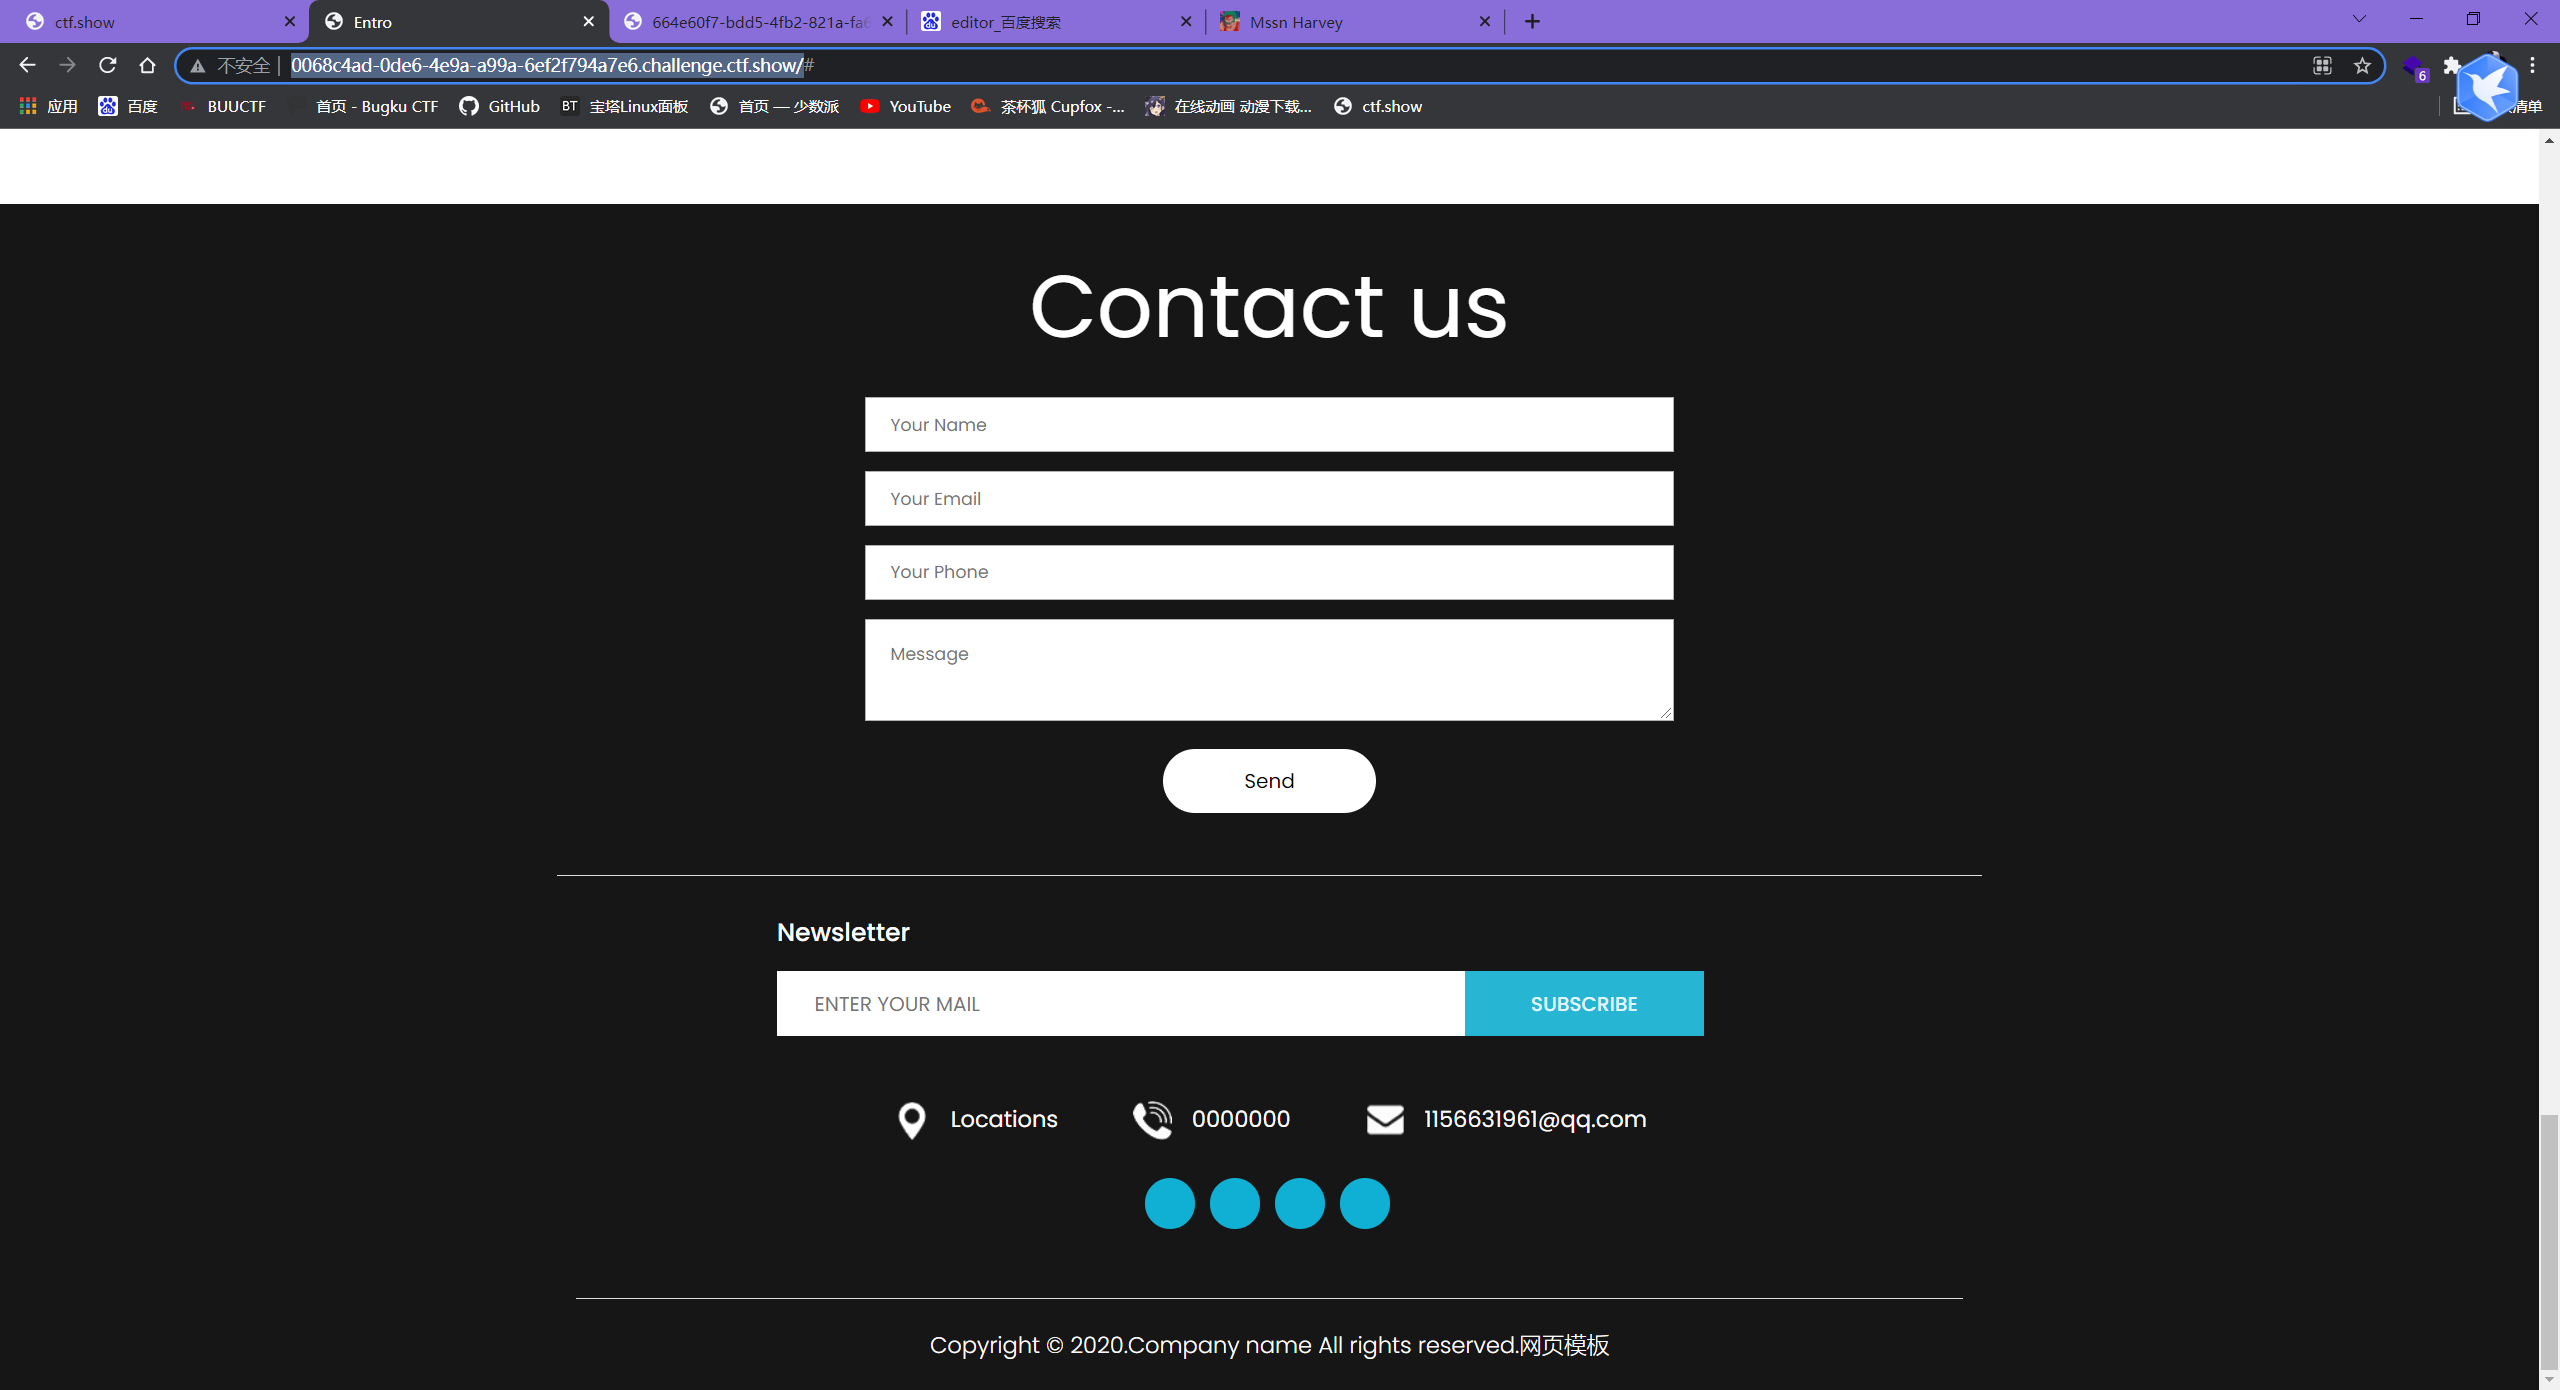 ctf.show
Entro
664e60f7-bdd5-4fb2-821a-fa6
editor_百度搜索
Mssn Harvey
不安全
0068c4ad-0de6-4e9a-a99a-6ef2f794a7e6.challenge.ctf.show/#
6
应用
百度
BUUCTF
首页 - Bugku CTF
GitHub
BT 宝塔Linux面板
首页 — 少数派
YouTube
茶杯狐 Cupfox -...
在线动画 动漫下载...
ctf.show
清单
Contact us
Your Name
Your Email
Your Phone
Message
Send
Newsletter
ENTER YOUR MAIL
SUBSCRIBE
Locations
0000000
1156631961@qq.com
Copyright © 2020.Company name All rights reserved.网页模板